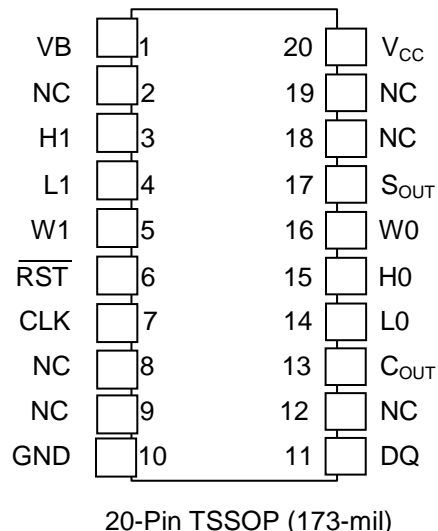 VB 1 20 VCC
NC 2 19 NC
H1 3 18 NC
L1 4 17 SOUT
W1 5 16 W0
RST 6 15 H0
CLK 7 14 L0
NC 8 13 COUT
NC 9 12 NC
GND 10 11 DQ
20-Pin TSSOP (173-mil)